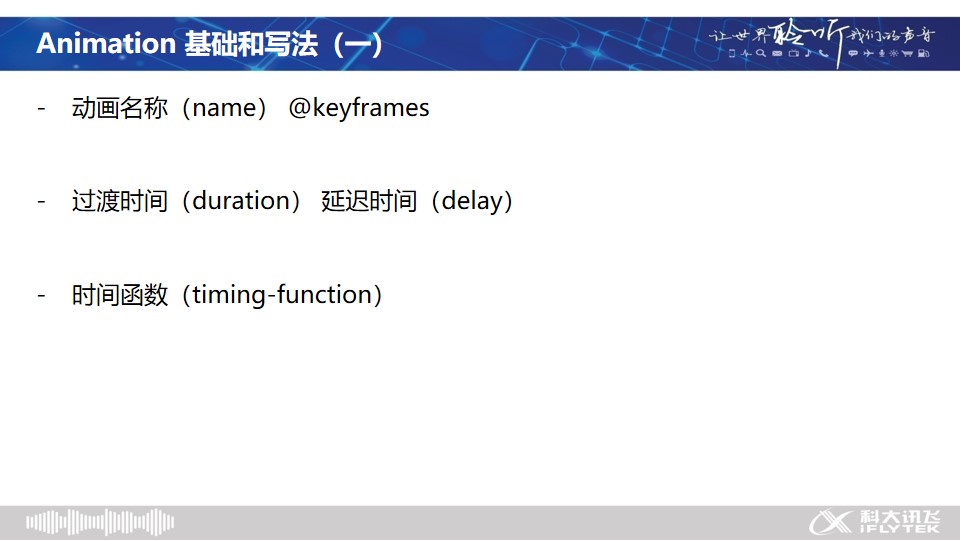 Animation 基础和写法（一）
让世界聆听我们的声音
- 动画名称（name） @keyframes
- 过渡时间（duration） 延迟时间（delay）
- 时间函数（timing-function）
科大讯飞
iFLYTEK